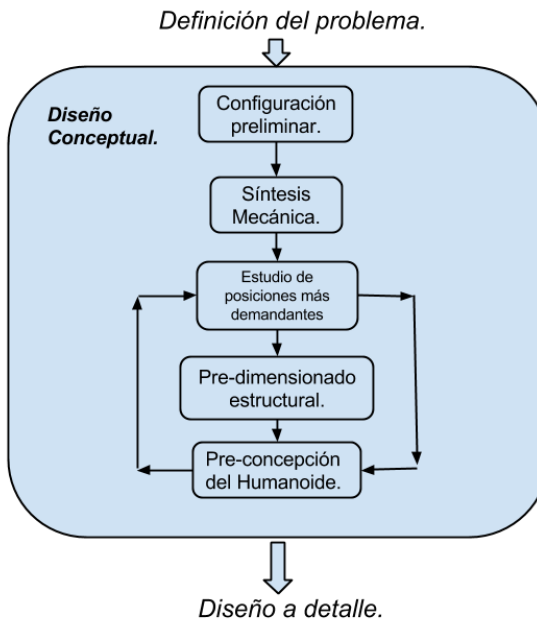 Definición del problema.
Diseño
Conceptual.
Configuración
preliminar.
Síntesis
Mecánica.
Estudio de
posiciones más
demandantes
Pre-dimensionado
estructural.
Pre-concepción
del Humanoide.
Diseño a detalle.